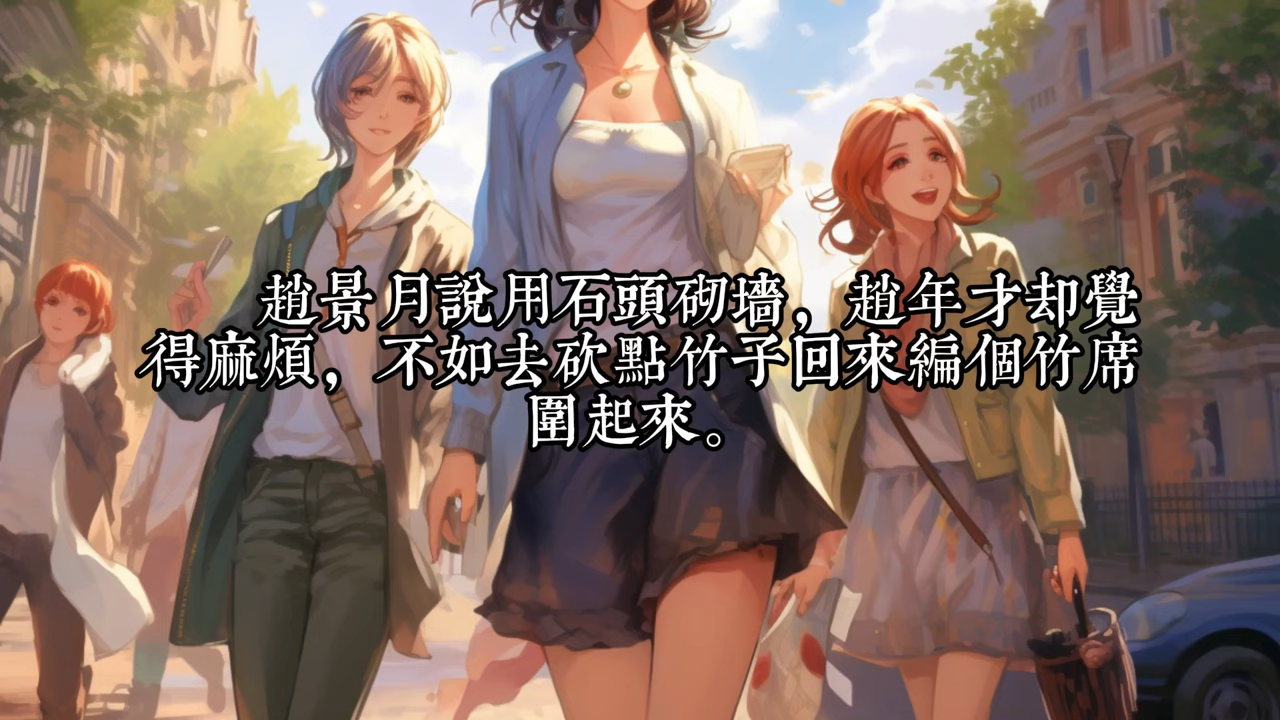 趙景月說用石頭砌墻，趙年才却覺
得麻煩，不如去砍點竹子回來編個竹席
圍起來。